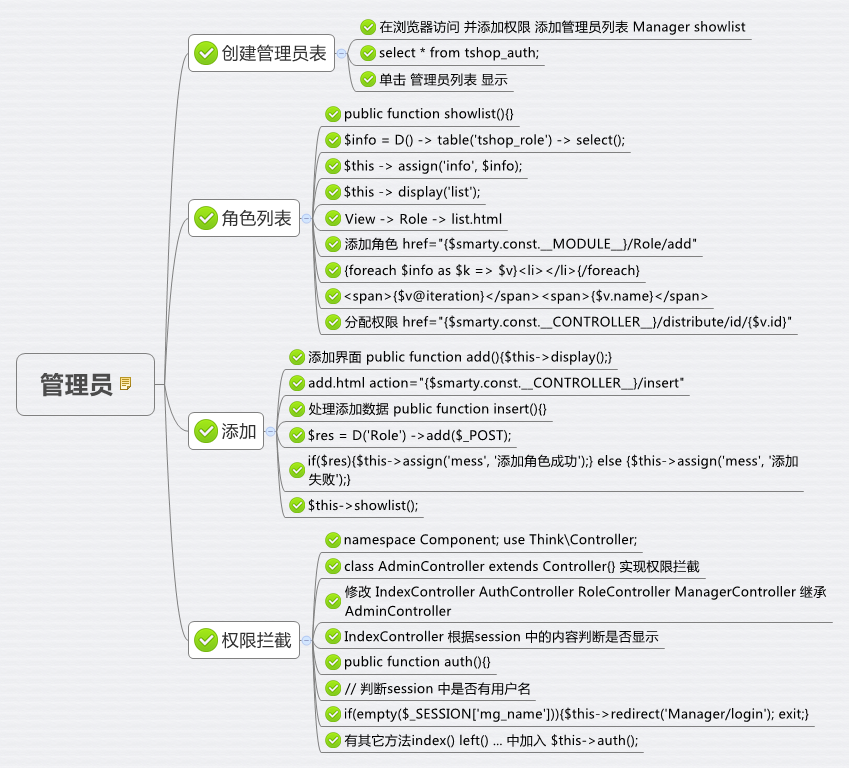 管理员
创建管理员表
在浏览器访问 并添加权限 添加管理员列表 Manager showlist
select * from tshop_auth;
单击 管理员列表 显示
角色列表
public function showlist(){}
$info = D() -> table('tshop_role') -> select();
$this -> assign('info', $info);
$this -> display('list');
View -> Role -> list.html
添加角色 href="{$smarty.const.__MODULE__}/Role/add"
{foreach $info as $k => $v}<li></li>{/foreach}
<span>{$v@iteration}</span><span>{$v.name}</span>
分配权限 href="{$smarty.const.__CONTROLLER__}/distribute/id/{$v.id}"
添加
添加界面 public function add(){$this->display();}
add.html action="{$smarty.const.__CONTROLLER__}/insert"
处理添加数据 public function insert(){}
$res = D('Role') ->add($_POST);
if($res){$this->assign('mess', '添加角色成功');} else {$this->assign('mess', '添加
失败');}
$this->showlist();
权限拦截
namespace Component; use Think\Controller;
class AdminController extends Controller{} 实现权限拦截
修改 IndexController AuthController RoleController ManagerController 继承
AdminController
IndexController 根据session 中的内容判断是否显示
public function auth(){}
// 判断session 中是否有用户名
if(empty($_SESSION['mg_name'])){$this->redirect('Manager/login'); exit;}
有其它方法index() left() ... 中加入 $this->auth();